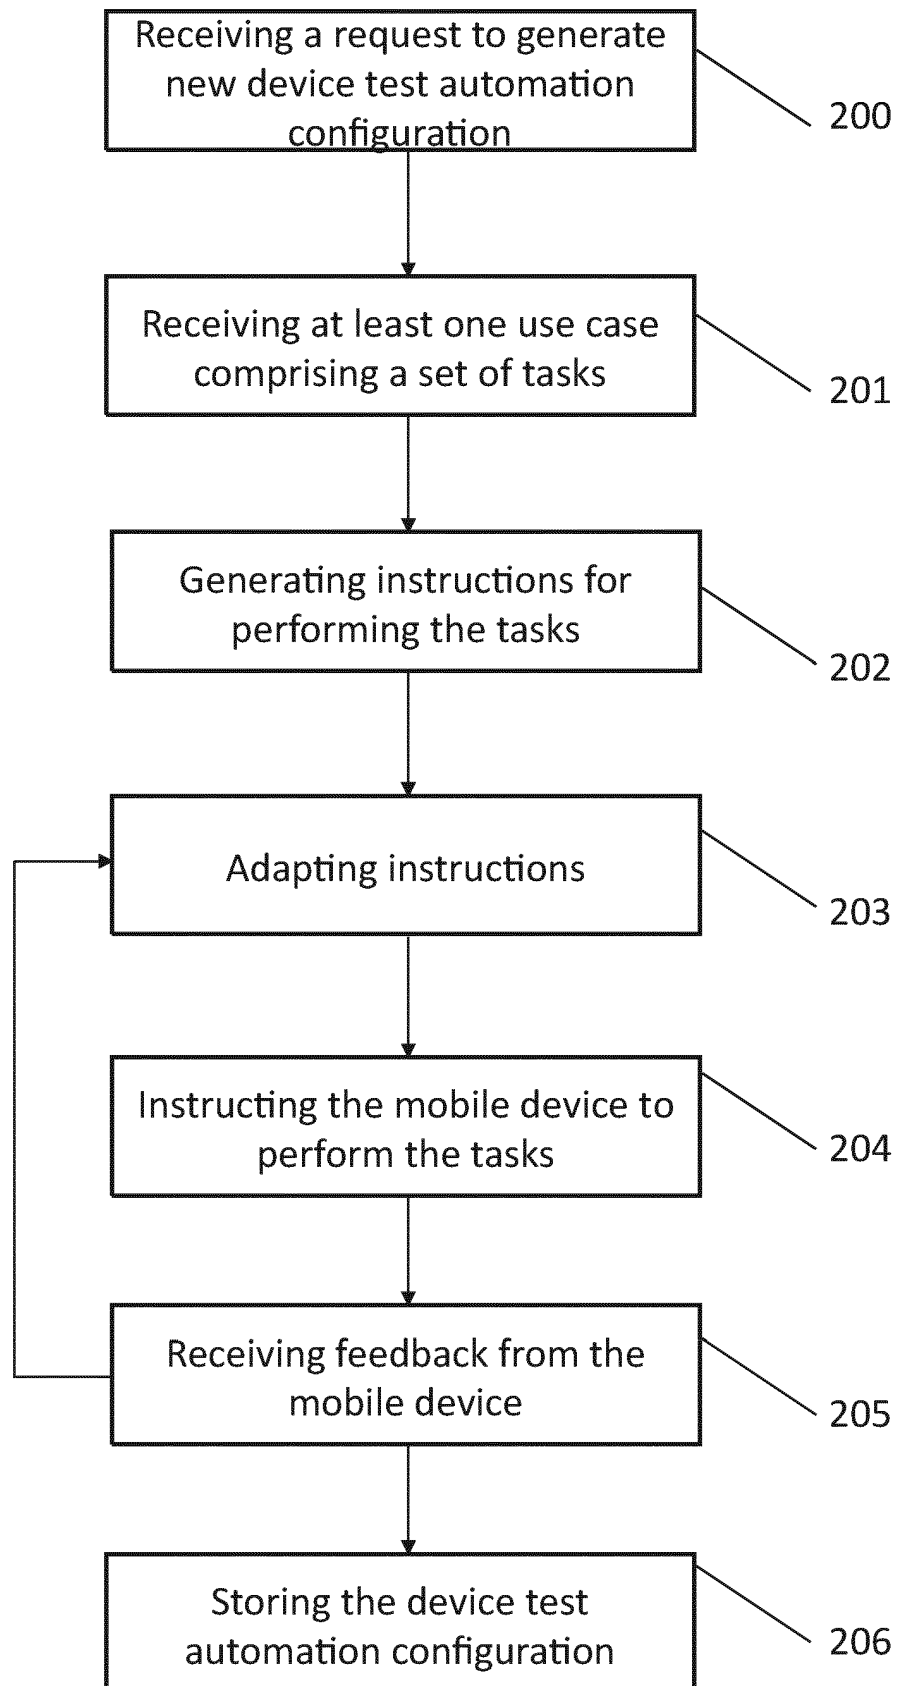 Receiving a request to generate
new device test automation
configuration
200
Receiving at least one use case
comprising a set of tasks
201
Generating instructions for
performing the tasks
202
Adapting instructions
203
Instructing the mobile device to
perform the tasks
204
Receiving feedback from the
mobile device
205
Storing the device test
automation configuration
206